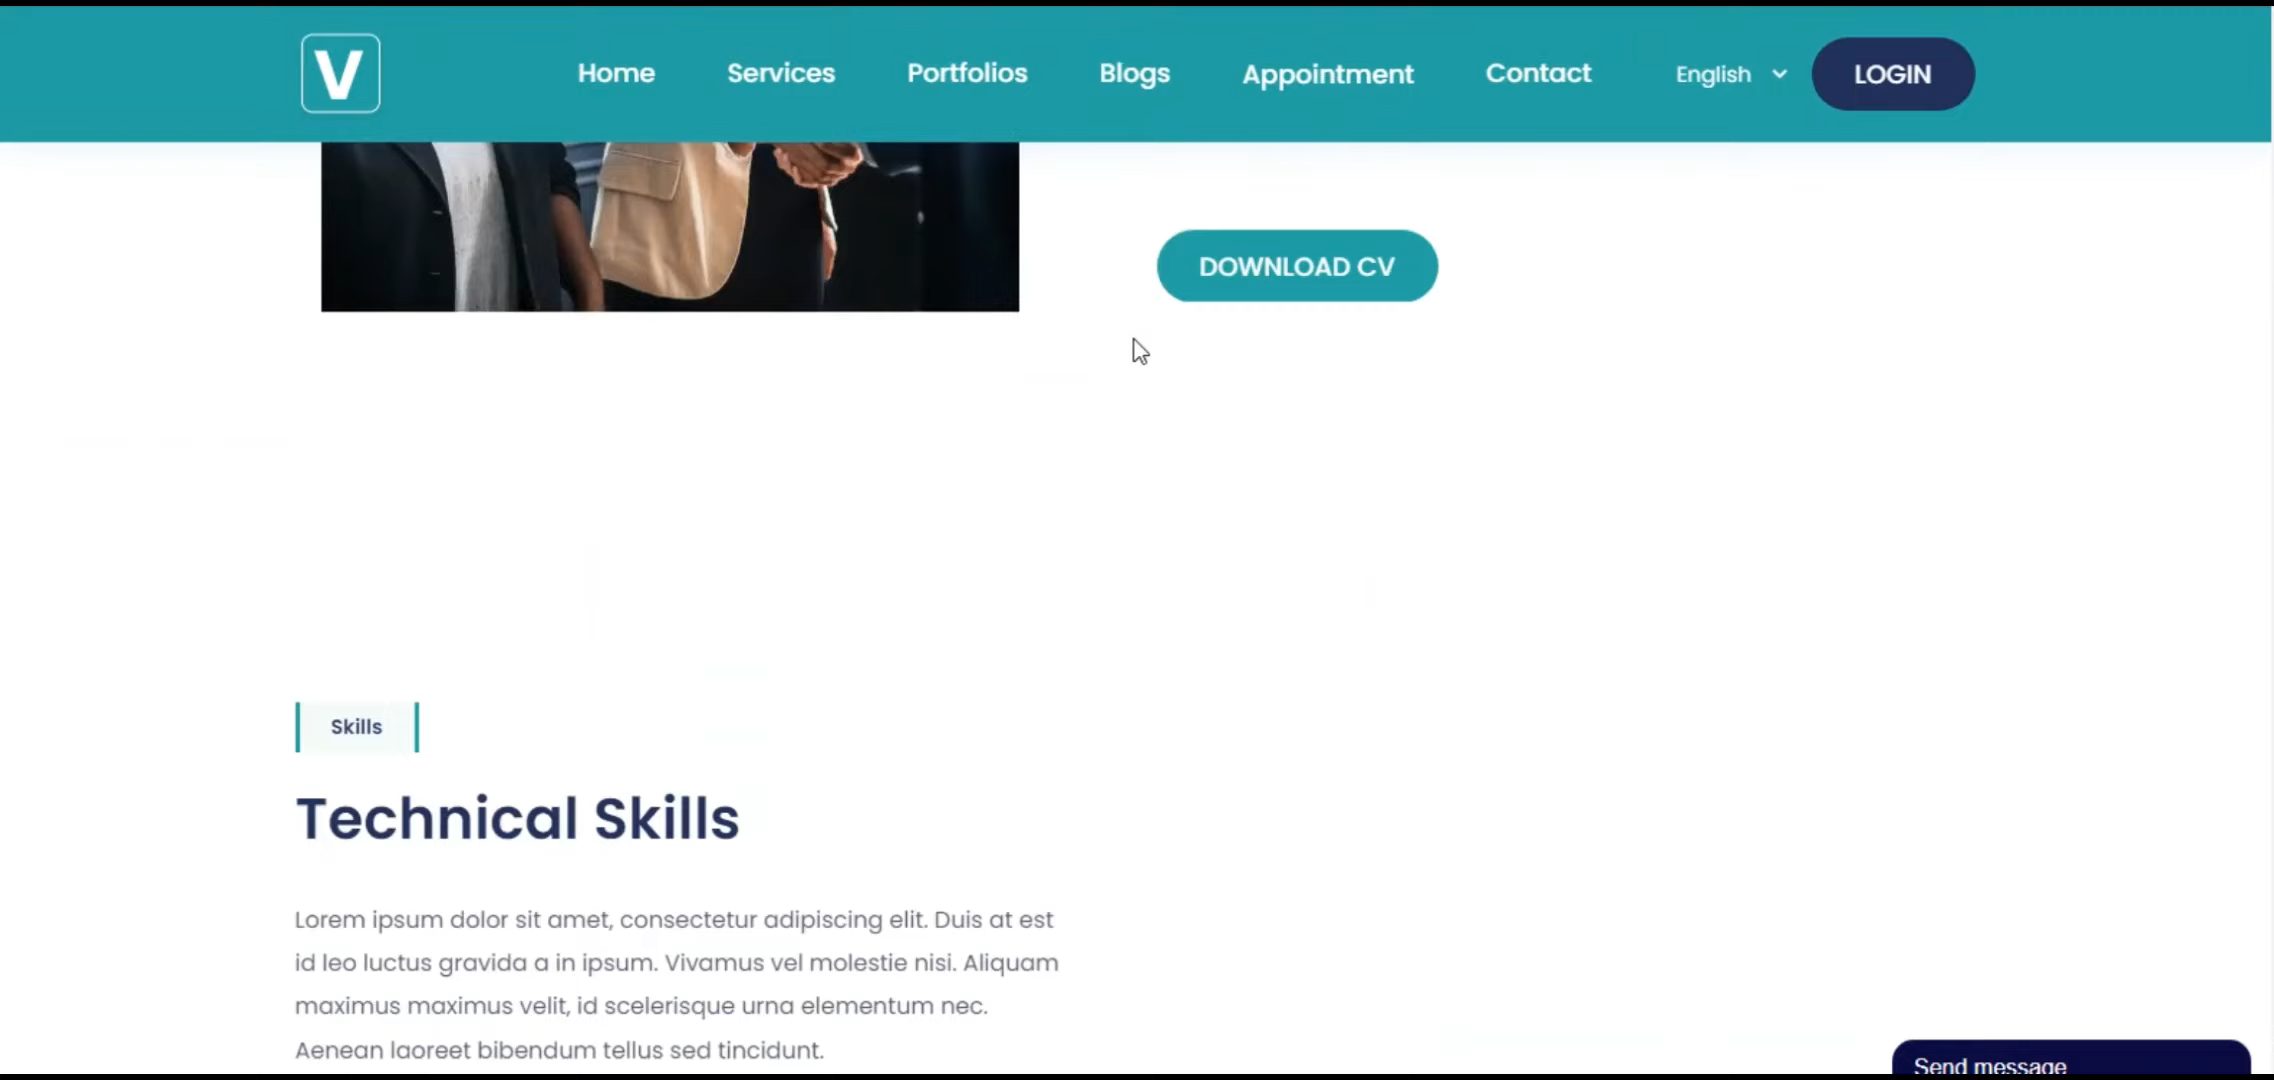 V
Home Services Portfolios Blogs Appointment Contact English LOGIN
DOWNLOAD CV
Skills
Technical Skills
Lorem ipsum dolor sit amet, consectetur adipiscing elit. Duis at est
id leo luctus gravida a in ipsum. Vivamus vel molestie nisi. Aliquam
maximus maximus velit, id scelerisque urna elementum nec.
Aenean laoreet bibendum tellus sed tincidunt.
Send message